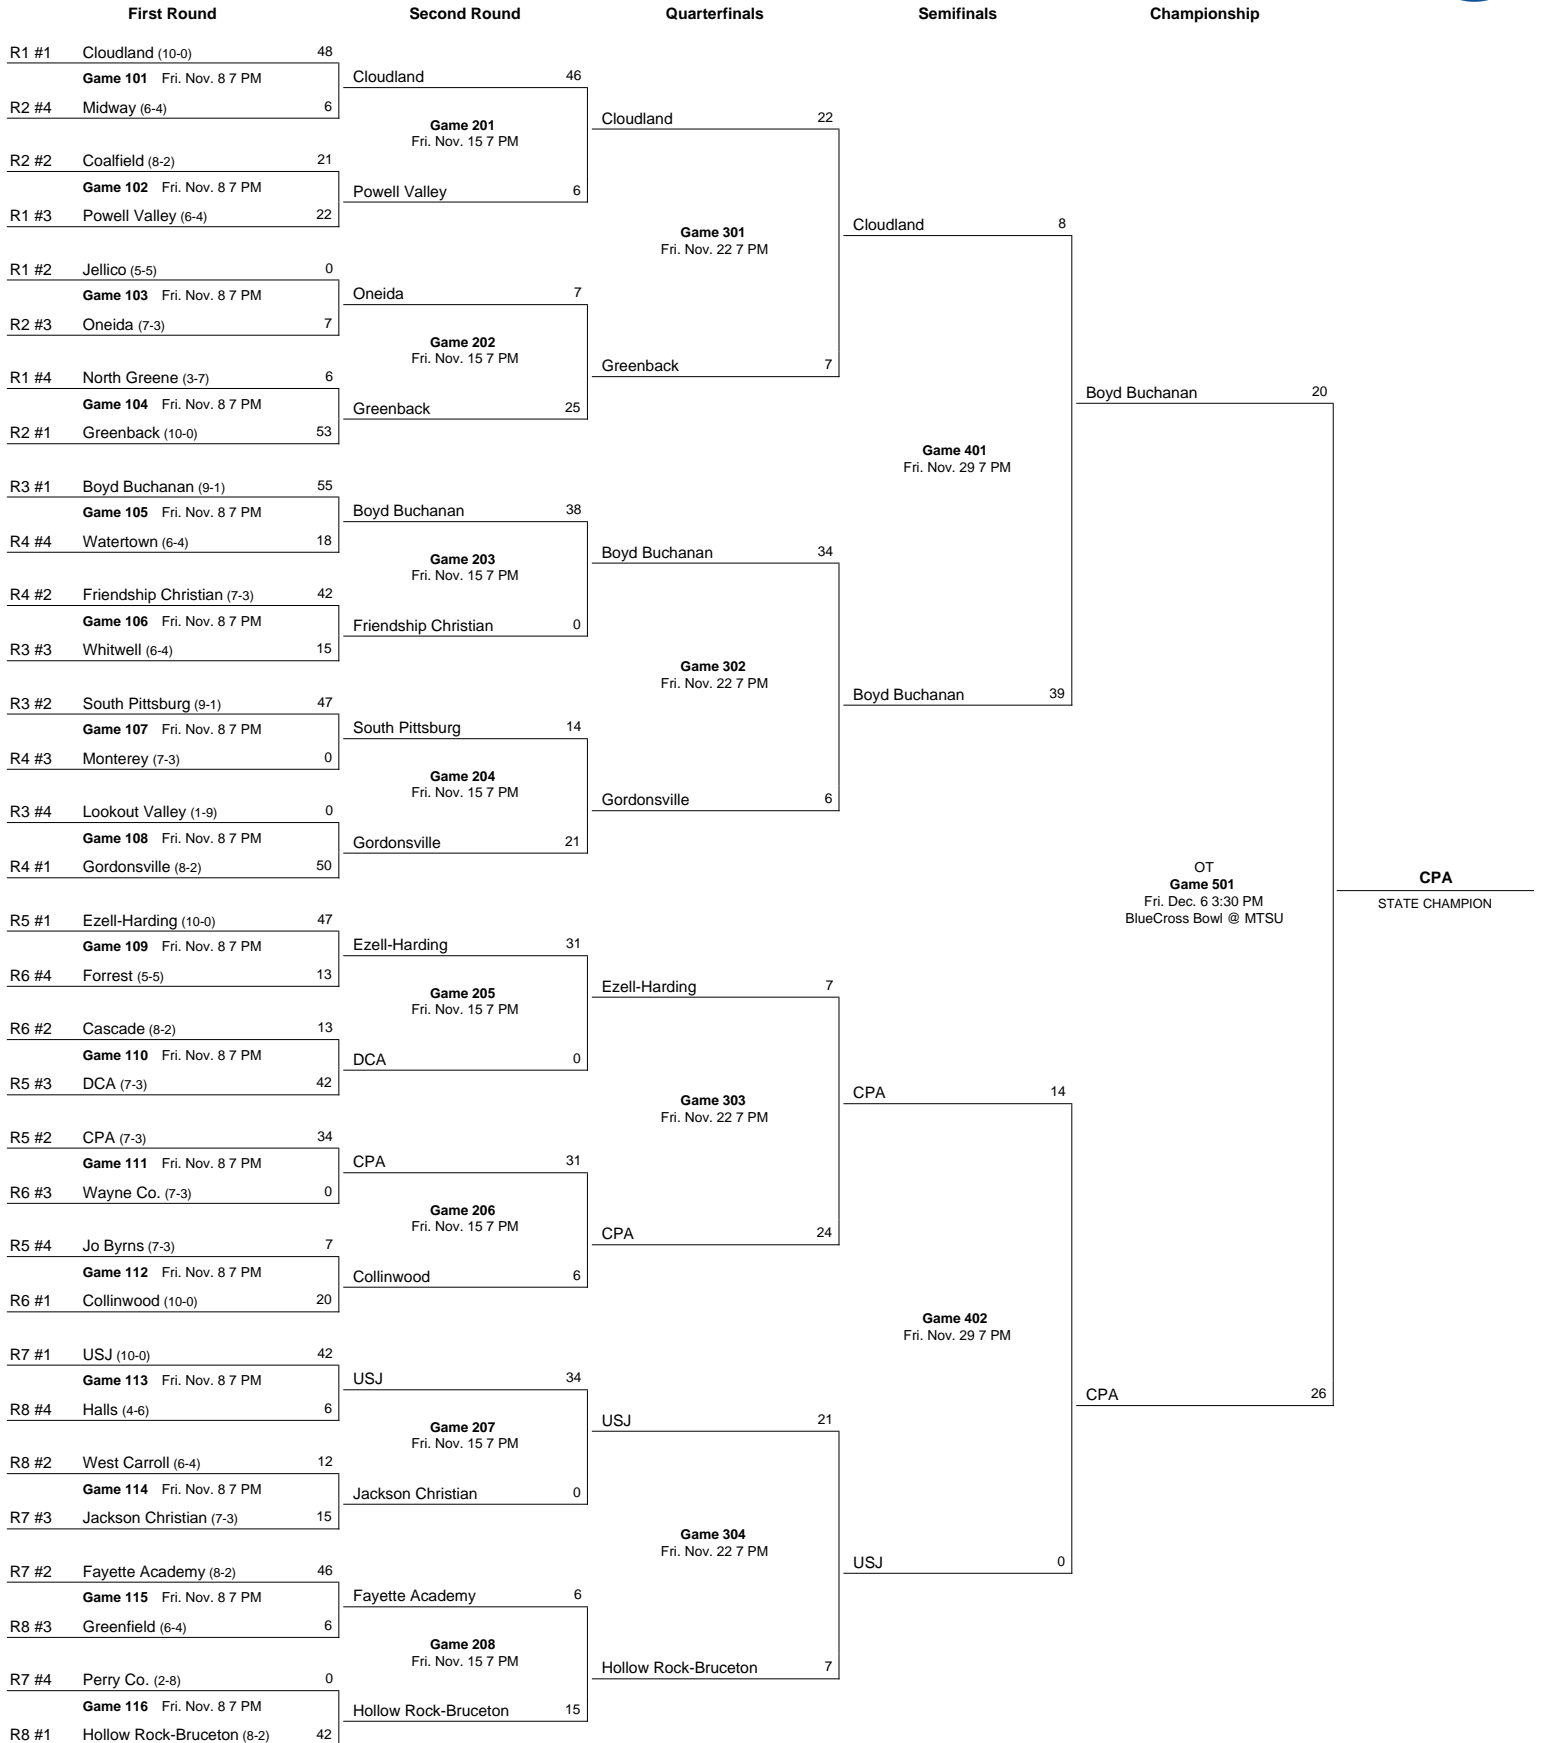 First Round Second Round Quarterfinals Semifinals Championship
R1 #1 Cloudland (10-0) 48
Game 101 Fri. Nov. 8 7 PM
R2 #4 Midway (6-4) 6
R2 #2 Coalfield (8-2) 21
Game 102 Fri. Nov. 8 7 PM
R1 #3 Powell Valley (6-4) 22
R1 #2 Jellico (5-5) 0
Game 103 Fri. Nov. 8 7 PM
R2 #3 Oneida (7-3) 7
R1 #4 North Greene (3-7) 6
Game 104 Fri. Nov. 8 7 PM
R2 #1 Greenback (10-0) 53
R3 #1 Boyd Buchanan (9-1) 55
Game 105 Fri. Nov. 8 7 PM
R4 #4 Watertown (6-4) 18
R4 #2 Friendship Christian (7-3) 42
Game 106 Fri. Nov. 8 7 PM
R3 #3 Whitwell (6-4) 15
R3 #2 South Pittsburg (9-1) 47
Game 107 Fri. Nov. 8 7 PM
R4 #3 Monterey (7-3) 0
R3 #4 Lookout Valley (1-9) 0
Game 108 Fri. Nov. 8 7 PM
R4 #1 Gordonsville (8-2) 50
R5 #1 Ezell-Harding (10-0) 47
Game 109 Fri. Nov. 8 7 PM
R6 #4 Forrest (5-5) 13
R6 #2 Cascade (8-2) 13
Game 110 Fri. Nov. 8 7 PM
R5 #3 DCA (7-3) 42
R5 #2 CPA (7-3) 34
Game 111 Fri. Nov. 8 7 PM
R6 #3 Wayne Co. (7-3) 0
R5 #4 Jo Byrns (7-3) 7
Game 112 Fri. Nov. 8 7 PM
R6 #1 Collinwood (10-0) 20
R7 #1 USJ (10-0) 42
Game 113 Fri. Nov. 8 7 PM
R8 #4 Halls (4-6) 6
R8 #2 West Carroll (6-4) 12
Game 114 Fri. Nov. 8 7 PM
R7 #3 Jackson Christian (7-3) 15
R7 #2 Fayette Academy (8-2) 46
Game 115 Fri. Nov. 8 7 PM
R8 #3 Greenfield (6-4) 6
R7 #4 Perry Co. (2-8) 0
Game 116 Fri. Nov. 8 7 PM
R8 #1 Hollow Rock-Bruceton (8-2) 42
Cloudland 46
Game 201
Fri. Nov. 15 7 PM
Powell Valley 6
Oneida 7
Game 202
Fri. Nov. 15 7 PM
Greenback 25
Boyd Buchanan 38
Game 203
Fri. Nov. 15 7 PM
Friendship Christian 0
South Pittsburg 14
Game 204
Fri. Nov. 15 7 PM
Gordonsville 21
Ezell-Harding 31
Game 205
Fri. Nov. 15 7 PM
DCA 0
CPA 31
Game 206
Fri. Nov. 15 7 PM
Collinwood 6
USJ 34
Game 207
Fri. Nov. 15 7 PM
Jackson Christian 0
Fayette Academy 6
Game 208
Fri. Nov. 15 7 PM
Hollow Rock-Bruceton 15
Cloudland 22
Game 301
Fri. Nov. 22 7 PM
Greenback 7
Boyd Buchanan 34
Game 302
Fri. Nov. 22 7 PM
Gordonsville 6
Ezell-Harding 7
Game 303
Fri. Nov. 22 7 PM
CPA 24
USJ 21
Game 304
Fri. Nov. 22 7 PM
Hollow Rock-Bruceton 7
Cloudland 8
Game 401
Fri. Nov. 29 7 PM
Boyd Buchanan 39
CPA 14
Game 402
Fri. Nov. 29 7 PM
USJ 0
Boyd Buchanan 20
OT
Game 501
Fri. Dec. 6 3:30 PM
BlueCross Bowl @ MTSU
CPA 26
CPA
STATE CHAMPION